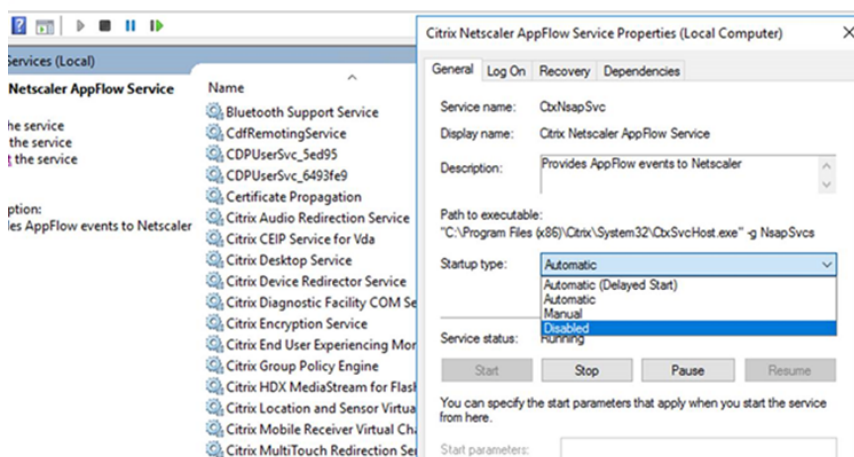 Services (Local)
Netscaler AppFlow Service
he service
the service
the service
ption:
les AppFlow events to Netscaler
Name
Bluetooth Support Service
CdfRemotingService
CDPUserSvc_5ed95
CDPUserSvc_6493fe9
Certificate Propagation
Citrix Audio Redirection Service
Citrix CEIP Service for Vda
Citrix Desktop Service
Citrix Device Redirector Service
Citrix Diagnostic Facility COM Se
Citrix Encryption Service
Citrix End User Experiencing Mor
Citrix Group Policy Engine
Citrix HDX MediaStream for Flash
Citrix Location and Sensor Virtua
Citrix Mobile Receiver Virtual Cha
Citrix MultiTouch Redirection Ser
Citrix Netscaler AppFlow Service Properties (Local Computer)
General Log On Recovery Dependencies
Service name: CtxNsapSvc
Display name: Citrix Netscaler AppFlow Service
Description: Provides AppFlow events to Netscaler
Path to executable:
"C:\Program Files (x86)\Citrix\System32\CtxSvcHost.exe" -g NsapSvcs
Startup type: Automatic
Automatic (Delayed Start)
Automatic
Manual
Disabled
Service status: Running
Start Stop Pause Resume
You can specify the start parameters that apply when you start the service
from here.
Start parameters: